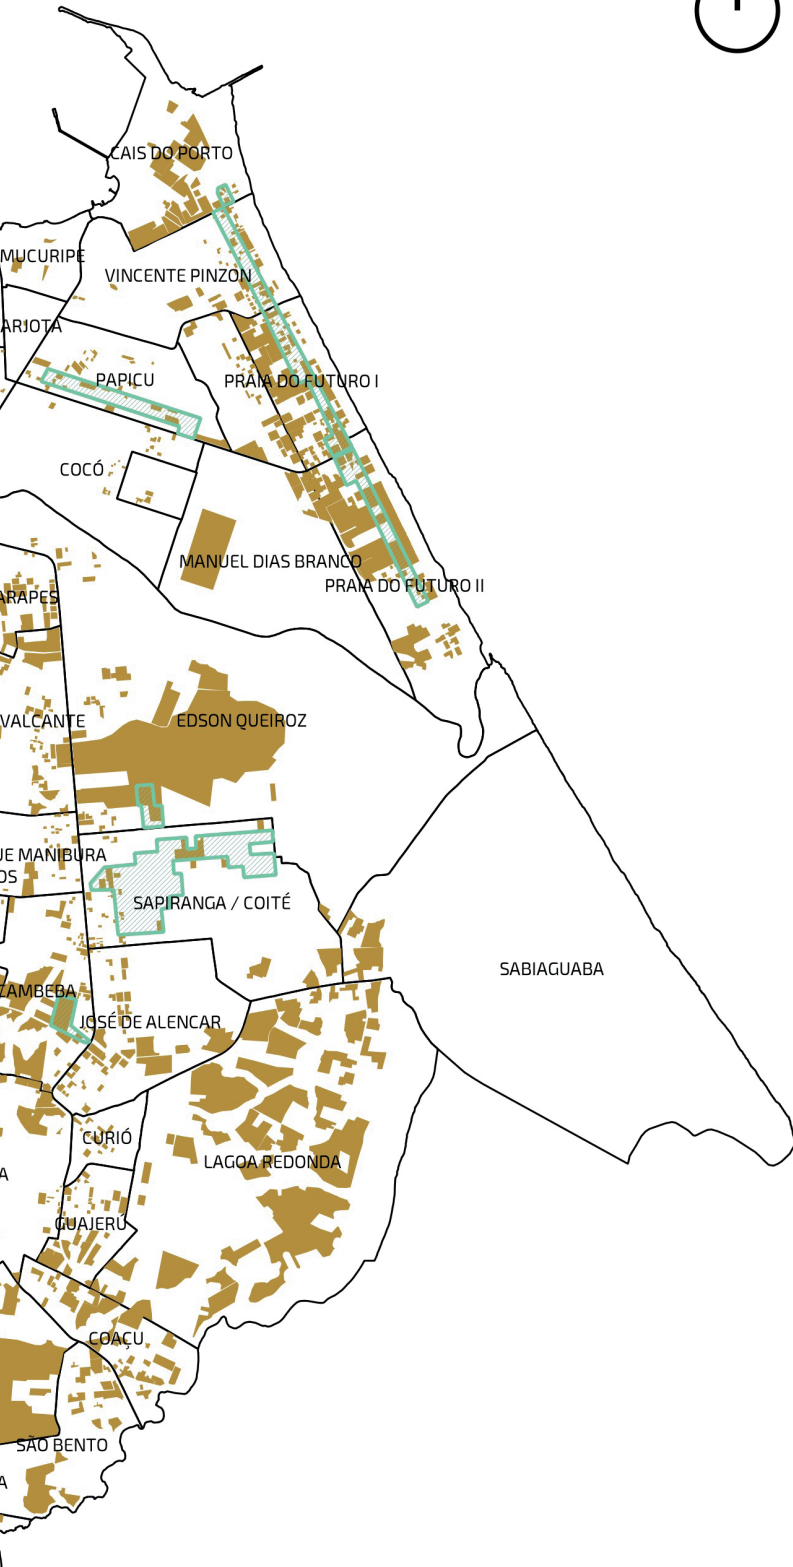 CAIS DO PORTO
MUCURIPE
VINCENTE PINZON
ARJOTA
PAPICU
PRAIA DO FUTURO I
COCÓ
MANUEL DIAS BRANCO
PRAIA DO FUTURO II
ARAPES
VALCANTE
EDSON QUEIROZ
UE MANIBURA
OS
SAPIRANGA / COITÉ
SABIAGUABA
CAMBEBA
JOSÉ DE ALENCAR
CURIÓ
LAGOA REDONDA
A
GUAJERÚ
COAÇU
SÃO BENTO
A